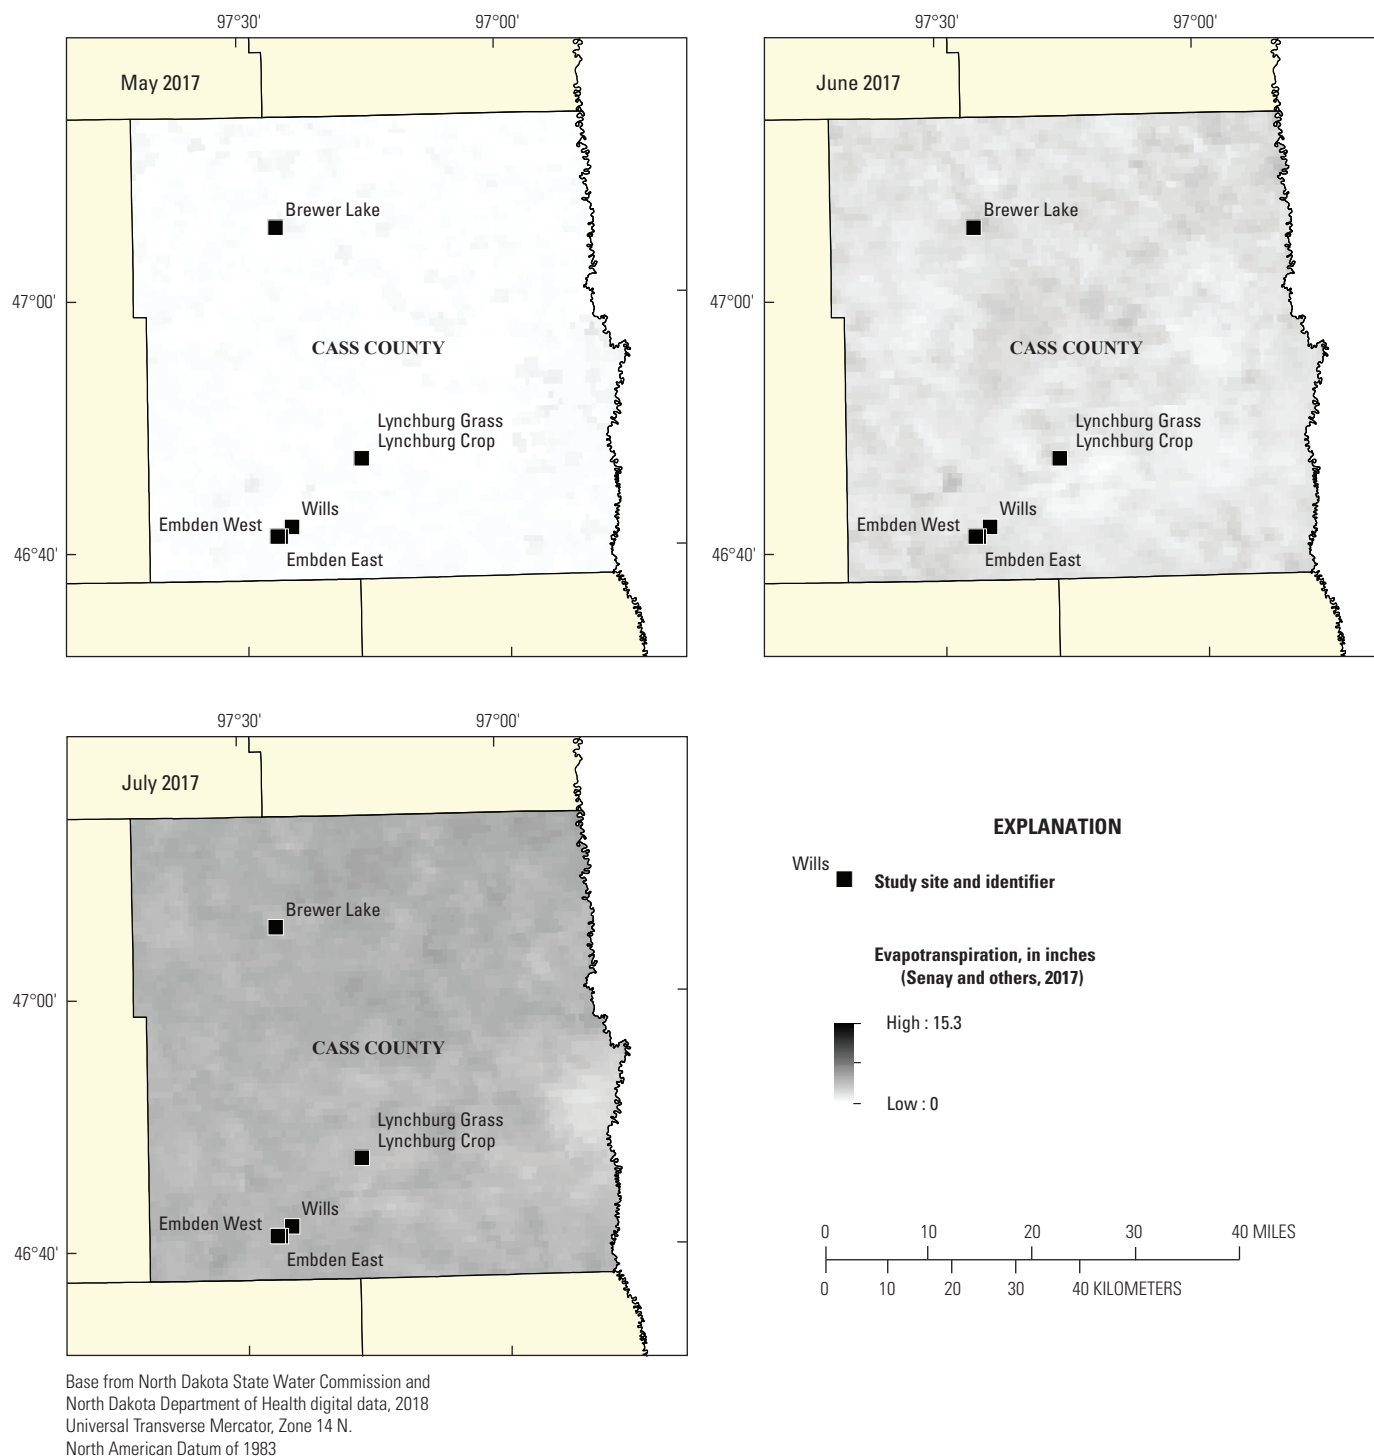 97°30' 97°00'
May 2017
Brewer Lake
47°00'
CASS COUNTY
Lynchburg Grass
Lynchburg Crop
Wills
Embden West
46°40'
Embden East
97°30' 97°00'
June 2017
Brewer Lake
47°00'
CASS COUNTY
Lynchburg Grass
Lynchburg Crop
Wills
Embden West
46°40'
Embden East
97°30' 97°00'
July 2017
Brewer Lake
47°00'
CASS COUNTY
Lynchburg Grass
Lynchburg Crop
Wills
Embden West
46°40'
Embden East
EXPLANATION
Wills
Study site and identifier
Evapotranspiration, in inches
(Senay and others, 2017)
High : 15.3
Low : 0
0 10 20 30 40 MILES
0 10 20 30 40 KILOMETERS
Base from North Dakota State Water Commission and
North Dakota Department of Health digital data, 2018
Universal Transverse Mercator, Zone 14 N.
North American Datum of 1983